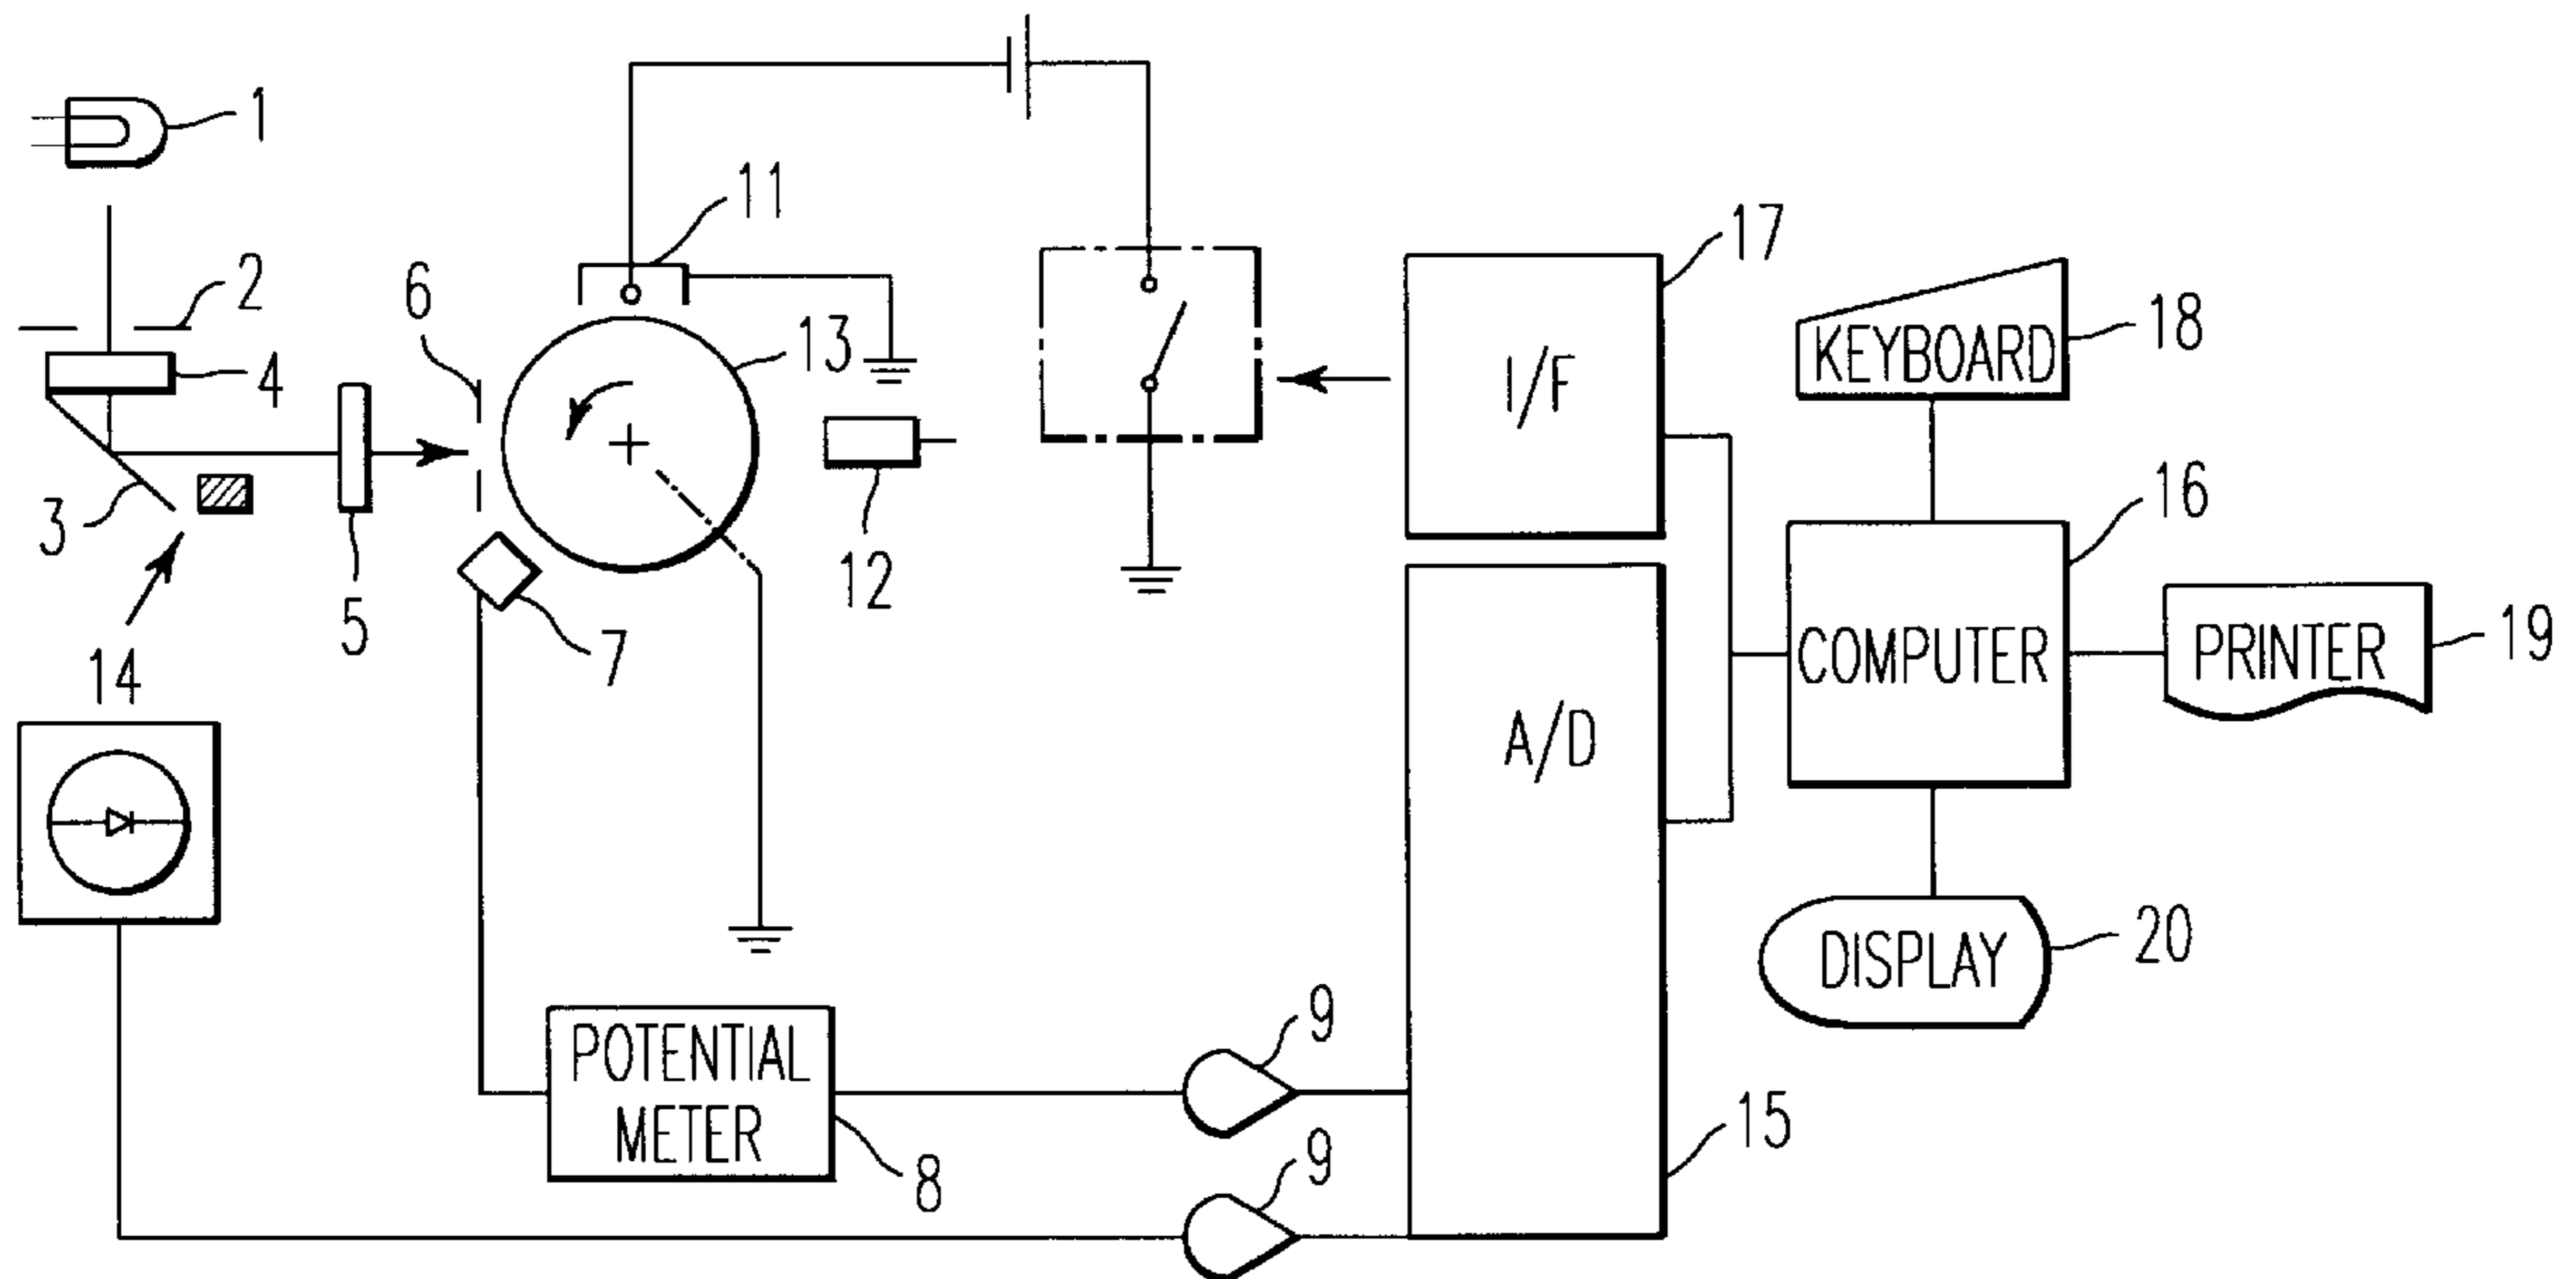 1
11
17
2
6
13
18
4
I/F
KEYBOARD
16
3
12
5
7
COMPUTER
PRINTER
19
14
A/D
20
DISPLAY
9
POTENTIAL
METER
15
9
8